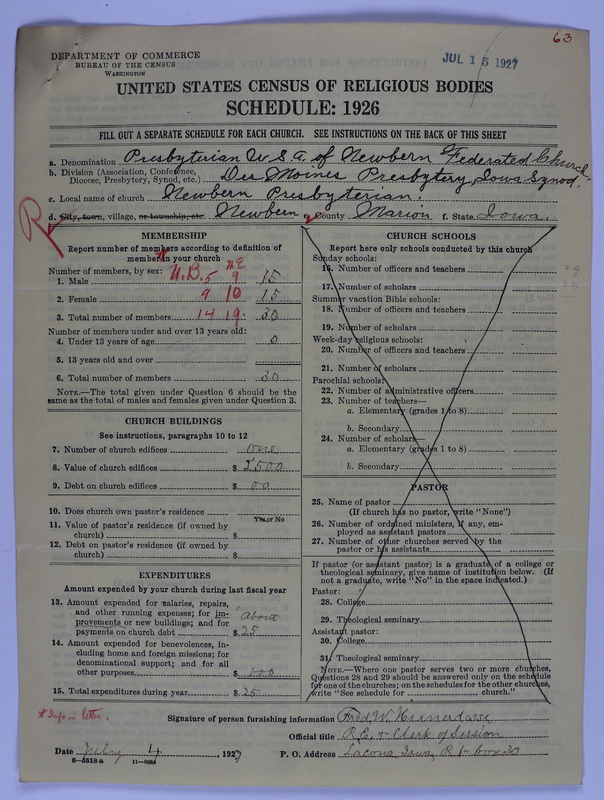 63
DEPARTMENT OF COMMERCE
BUREAU OF THE CENSUS
WASHINGTON
JUL 15 1927
UNITED STATES CENSUS OF RELIGIOUS BODIES
SCHEDULE: 1926
FILL OUT A SEPARATE SCHEDULE FOR EACH CHURCH. SEE INSTRUCTIONS ON THE BACK OF THIS SHEET
a. Denomination Presbyterian U.S.A. of Newbern Federated Church
b. Division (Association, Conference, Diocese, Presbytery, Synod, etc.) Des Moines Presbytery, Iowa Synod.
c. Local name of church Newbern Presbyterian.
d. City, town, village, or township, etc. Newbern e. County Marion f. State Iowa.
R
MEMBERSHIP
Report number of members according to definition of member in your church
Number of members, by sex: U.B. ME
1. Male 5 9 15
2. Female 9 10 15
3. Total number of members 14 19 30
Number of members under and over 13 years old:
4. Under 13 years of age 0
5. 13 years old and over
6. Total number of members 30
NOTE.—The total given under Question 6 should be the same as the total of males and females given under Question 3.
CHURCH BUILDINGS
See instructions, paragraphs 10 to 12
7. Number of church edifices one
8. Value of church edifices $ 2500
9. Debt on church edifices $ 00
10. Does church own pastor's residence
Yes or No
11. Value of pastor's residence (if owned by church) $
12. Debt on pastor's residence (if owned by church) $
EXPENDITURES
Amount expended by your church during last fiscal year
13. Amount expended for salaries, repairs, and other running expenses; for improvements or new buildings; and for payments on church debt About $ 25
14. Amount expended for benevolences, including home and foreign missions; for denominational support; and for all other purposes $
15. Total expenditures during year $ 25
CHURCH SCHOOLS
Report here only schools conducted by this church
Sunday schools:
16. Number of officers and teachers
17. Number of scholars
Summer vacation Bible schools:
18. Number of officers and teachers
19. Number of scholars
Week-day religious schools:
20. Number of officers and teachers
21. Number of scholars
Parochial schools:
22. Number of administrative officers
23. Number of teachers—
a. Elementary (grades 1 to 8)
b. Secondary
24. Number of scholars—
a. Elementary (grades 1 to 8)
b. Secondary
PASTOR
25. Name of pastor
(If church has no pastor, write "None")
26. Number of ordained ministers, if any, employed as assistant pastors
27. Number of other churches served by the pastor or his assistants
If pastor (or assistant pastor) is a graduate of a college or theological seminary, give name of institution below. (If not a graduate, write "No" in the space indicated.)
Pastor:
28. College
29. Theological seminary
Assistant pastor:
30. College
31. Theological seminary
NOTE.—Where one pastor serves two or more churches, Questions 28 and 29 should be answered only on the schedule for one of the churches; on the schedules for the other churches, write "See schedule for ............ church."
* Info in letter.
Signature of person furnishing information Fred W.
Official title R.E. & Clerk of Session
Date July 4, 1927 P. O. Address Lacona Iowa, R 1- box 30
6—5518 a 11—9064